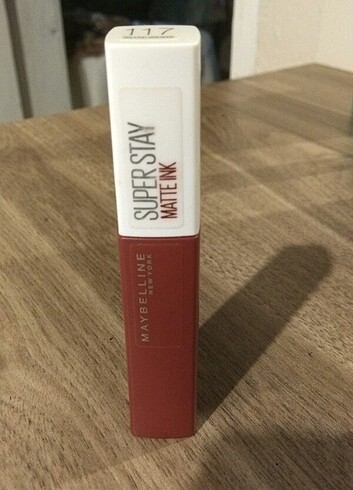 117
SUPER STAY
MATTE INK
MAYBELLINE
NEW YORK